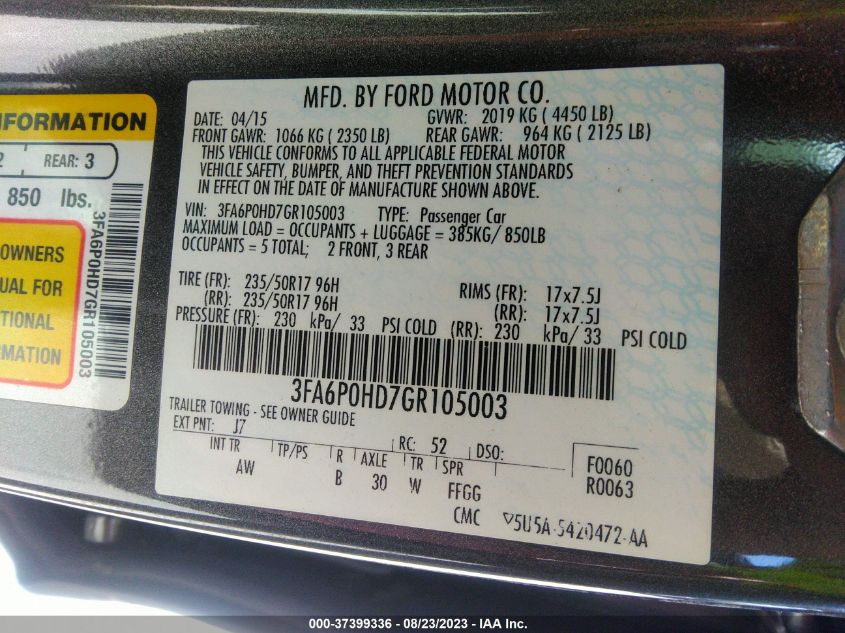 NFORMATION
2 REAR: 3
850 lbs.
OWNERS
UAL FOR
TIONAL
RMATION
3FA6P0HD7GR105003
MFD. BY FORD MOTOR CO.
DATE: 04/15 GVWR: 2019 KG ( 4450 LB)
FRONT GAWR: 1066 KG ( 2350 LB) REAR GAWR: 964 KG ( 2125 LB)
THIS VEHICLE CONFORMS TO ALL APPLICABLE FEDERAL MOTOR
VEHICLE SAFETY, BUMPER, AND THEFT PREVENTION STANDARDS
IN EFFECT ON THE DATE OF MANUFACTURE SHOWN ABOVE.
VIN: 3FA6P0HD7GR105003 TYPE: Passenger Car
MAXIMUM LOAD = OCCUPANTS + LUGGAGE = 385KG/ 850LB
OCCUPANTS = 5 TOTAL; 2 FRONT, 3 REAR
TIRE (FR): 235/50R17 96H RIMS (FR): 17x7.5J
(RR): 235/50R17 96H (RR): 17x7.5J
PRESSURE (FR): 230 kPa/ 33 PSI COLD (RR): 230 kPa/ 33 PSI COLD
3FA6P0HD7GR105003
TRAILER TOWING - SEE OWNER GUIDE
EXT PNT: J7 RC: 52 DSO: F0060
INT TR TP/PS R AXLE TR SPR R0063
AW B 30 W FFGG
CMC ▽5U5A-5420472-AA
000-37399336 - 08/23/2023 - IAA Inc.